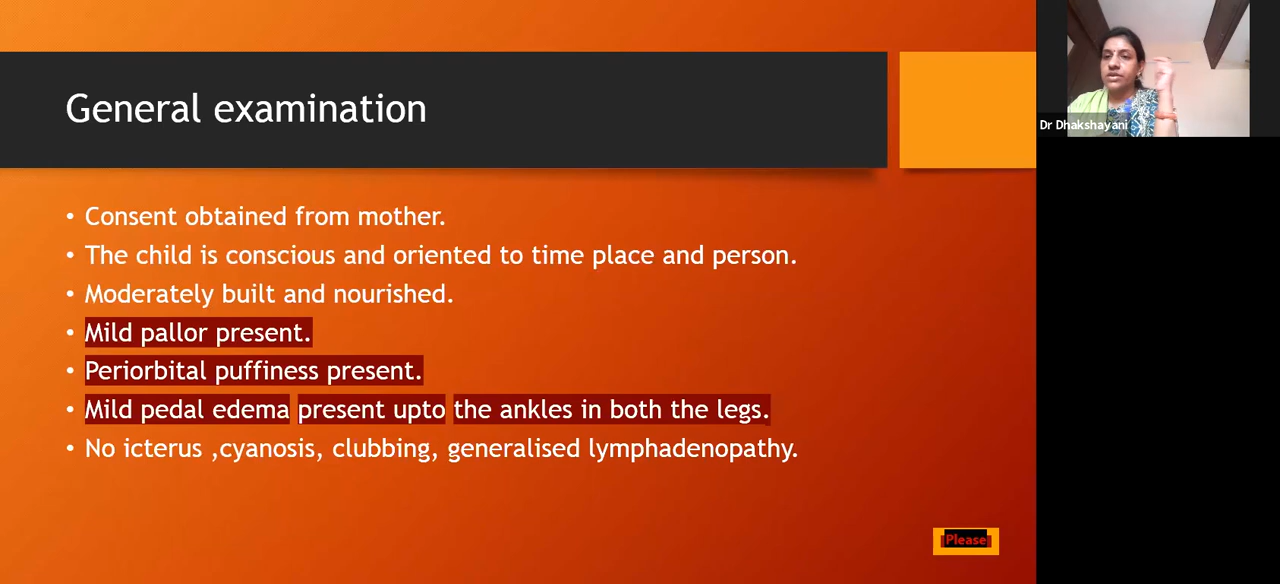 General examination
• Consent obtained from mother.
• The child is conscious and oriented to time place and person.
• Moderately built and nourished.
• Mild pallor present.
• Periorbital puffiness present.
• Mild pedal edema present upto the ankles in both the legs.
• No icterus ,cyanosis, clubbing, generalised lymphadenopathy.
Please
Dr Dhakshayani